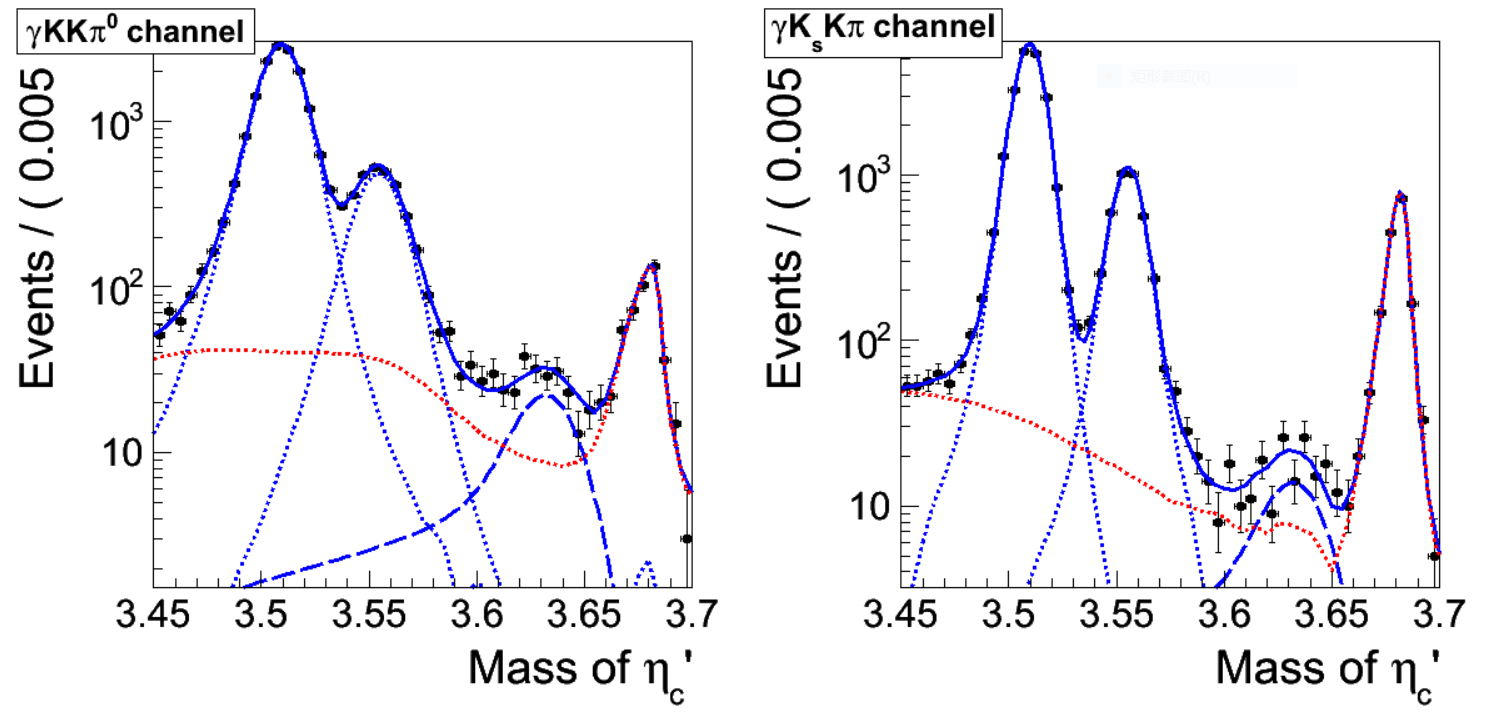 γKKπ⁰ channel
Events / ( 0.005
10³
10²
10
3.45 3.5 3.55 3.6 3.65 3.7
Mass of η_c'
γK_sKπ channel
Events / ( 0.005
10³
10²
10
3.45 3.5 3.55 3.6 3.65 3.7
Mass of η_c'